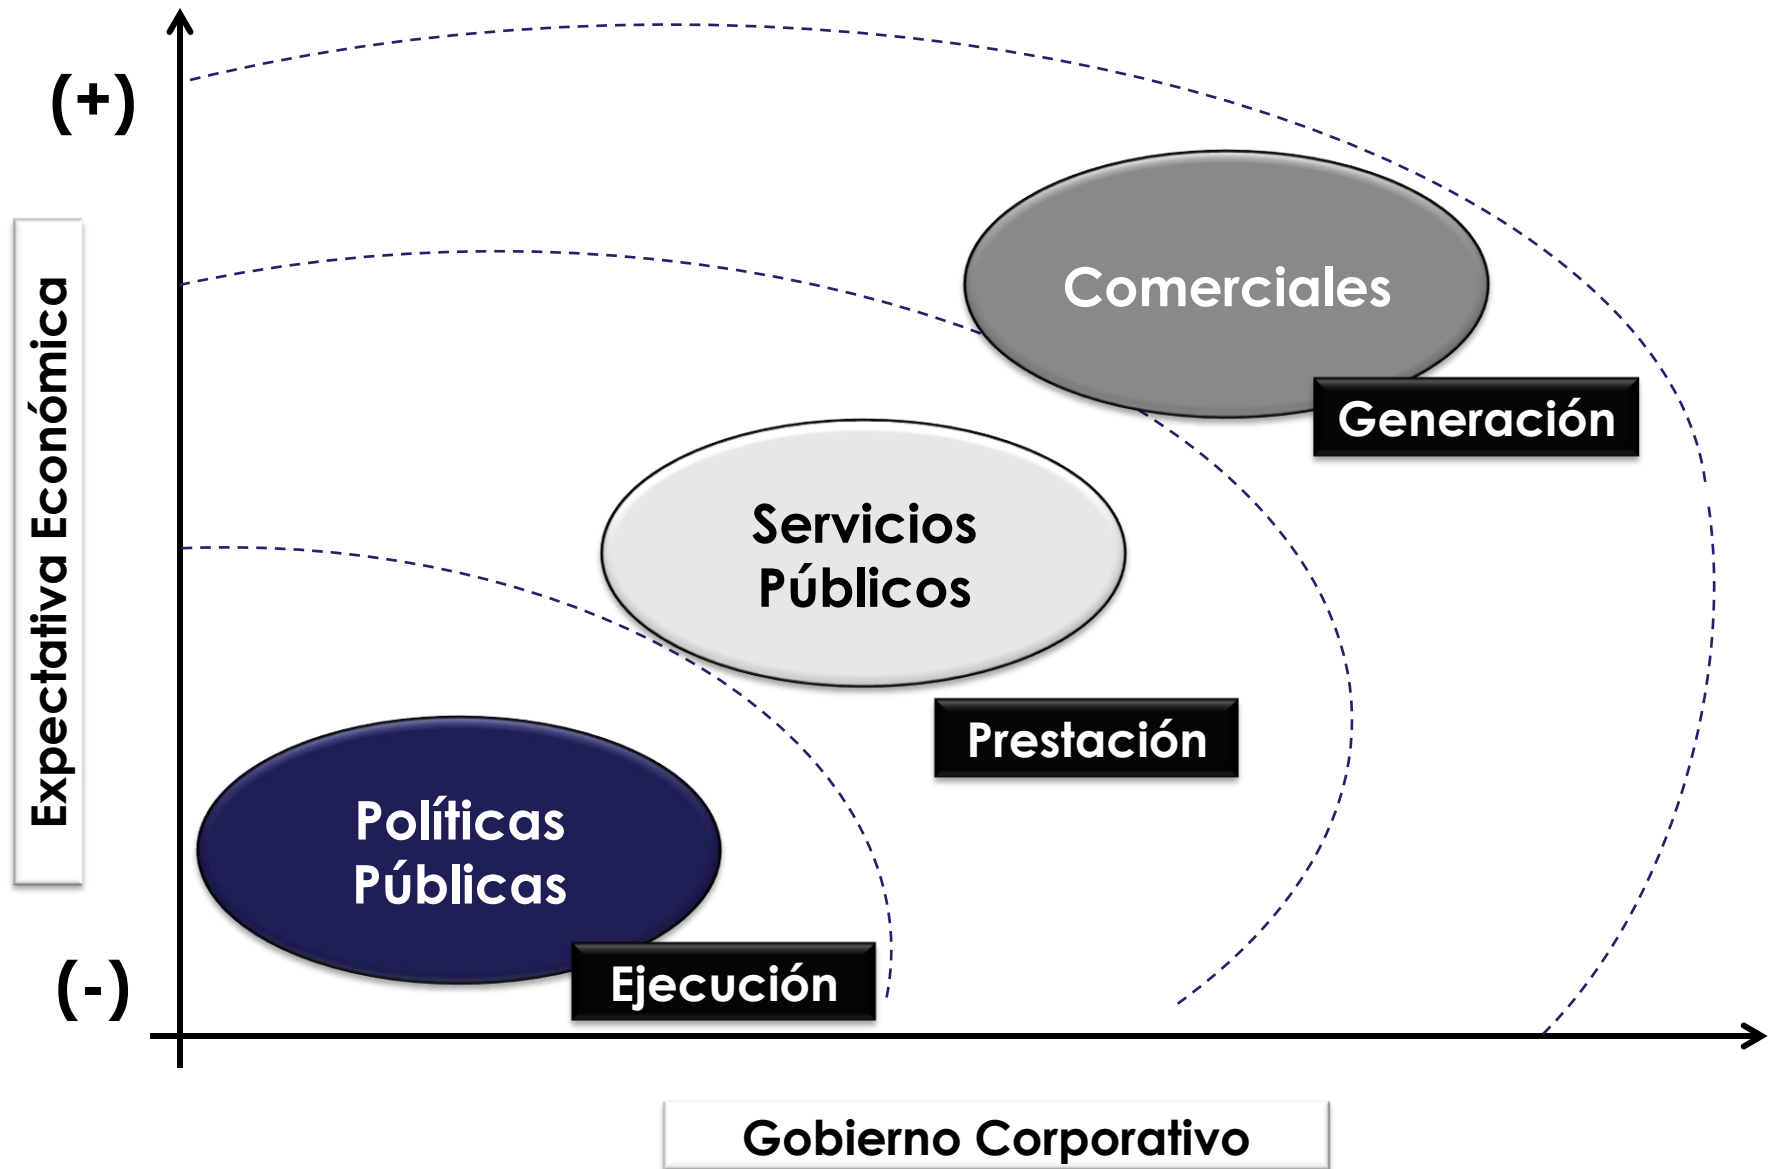 (+)
Expectativa Económica
Comerciales
Generación
Servicios
Públicos
Prestación
Políticas
Públicas
Ejecución
(-)
Gobierno Corporativo